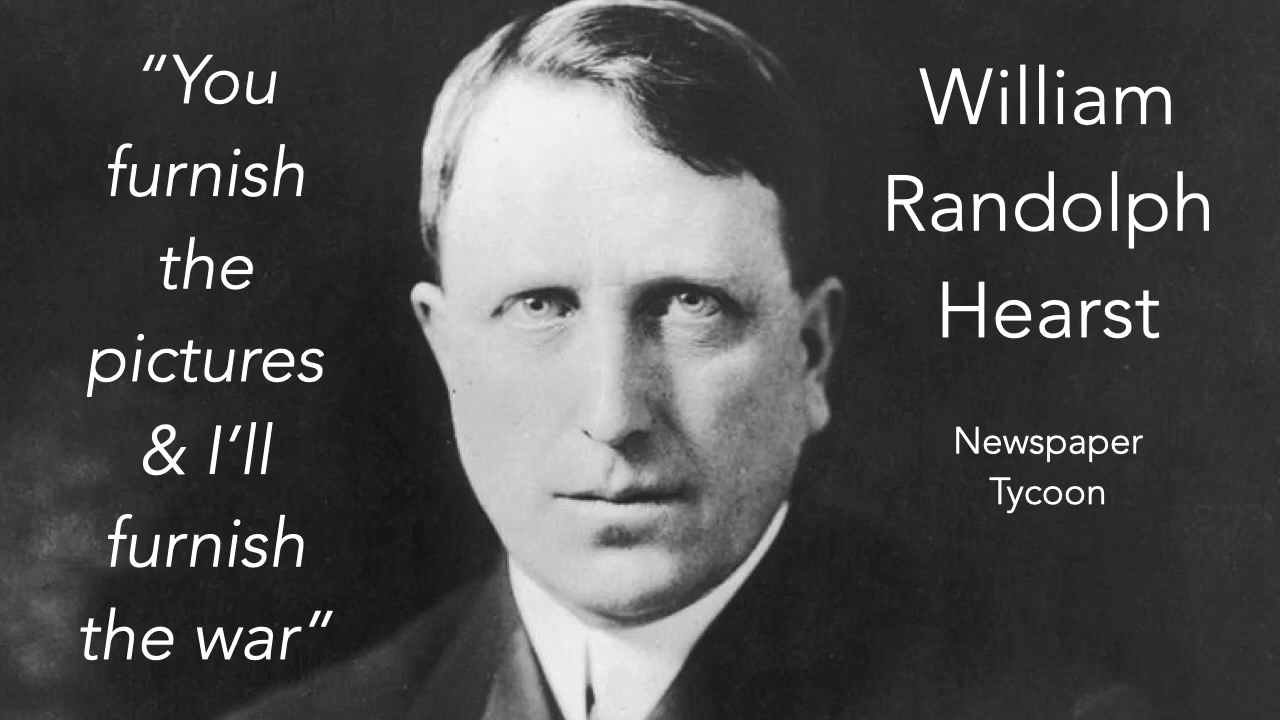 “You
furnish
the
pictures
& I’ll
furnish
the war”
William
Randolph
Hearst
Newspaper
Tycoon